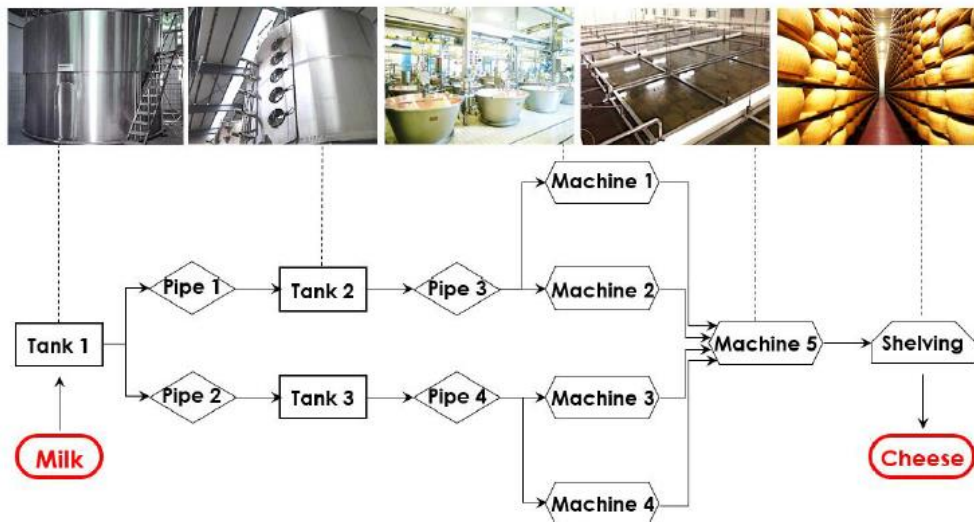 Machine 1
Pipe 1
Tank 2
Pipe 3
Machine 2
Tank 1
Machine 5
Shelving
Pipe 2
Tank 3
Pipe 4
Machine 3
Milk
Cheese
Machine 4